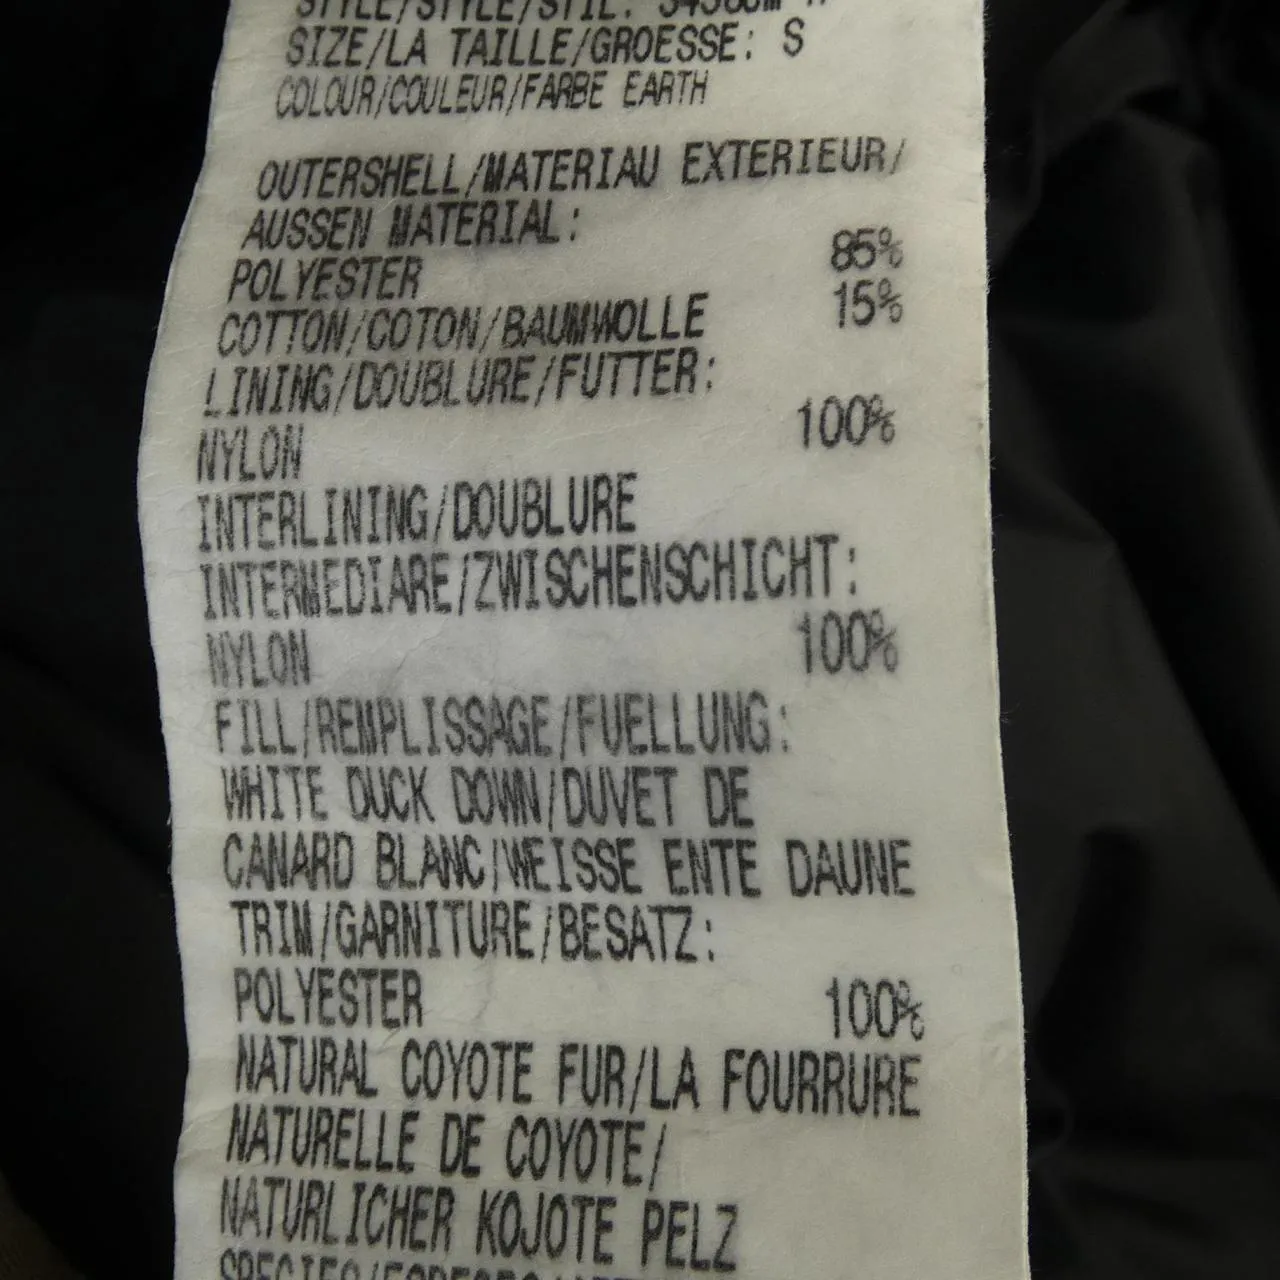 STYLE/STYLE/STIL:
SIZE/LA TAILLE/GROESSE: S
COLOUR/COULEUR/FARBE EARTH
OUTERSHELL/MATERIAU EXTERIEUR/
AUSSEN MATERIAL:
POLYESTER 85%
COTTON/COTON/BAUMWOLLE 15%
LINING/DOUBLURE/FUTTER:
NYLON 100%
INTERLINING/DOUBLURE
INTERMEDIARE/ZWISCHENSCHICHT:
NYLON 100%
FILL/REMPLISSAGE/FUELLUNG:
WHITE DUCK DOWN/DUVET DE
CANARD BLANC/WEISSE ENTE DAUNE
TRIM/GARNITURE/BESATZ:
POLYESTER 100%
NATURAL COYOTE FUR/LA FOURRURE
NATURELLE DE COYOTE/
NATURLICHER KOJOTE PELZ